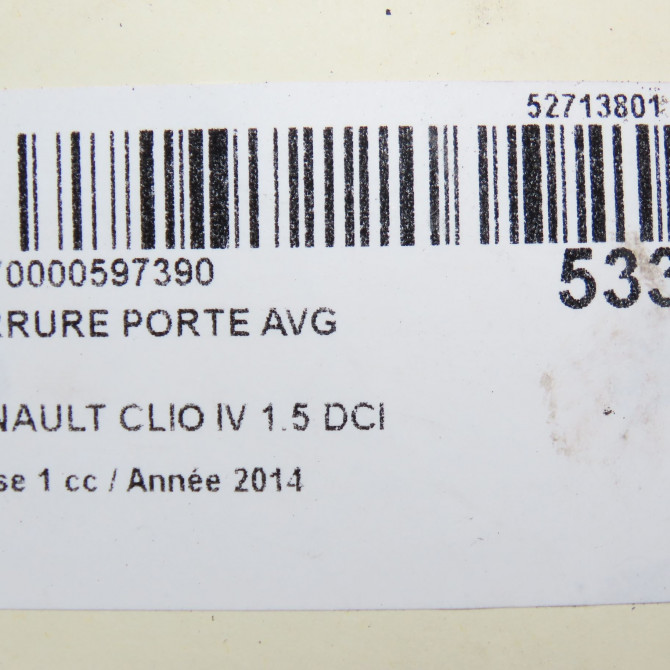 52713801
70000597390
533
RRURE PORTE AVG
NAULT CLIO IV 1.5 DCI
se 1 cc / Année 2014